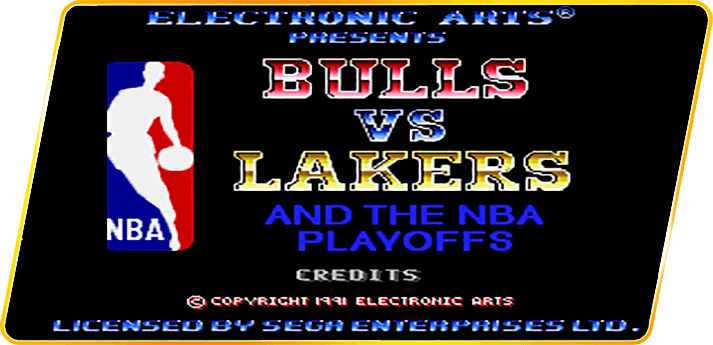 ELECTRONIC ARTS®
PRESENTS
BULLS
VS
LAKERS
AND THE NBA
PLAYOFFS
NBA
CREDITS
© COPYRIGHT 1991 ELECTRONIC ARTS
LICENSED BY SEGA ENTERPRISES LTD.